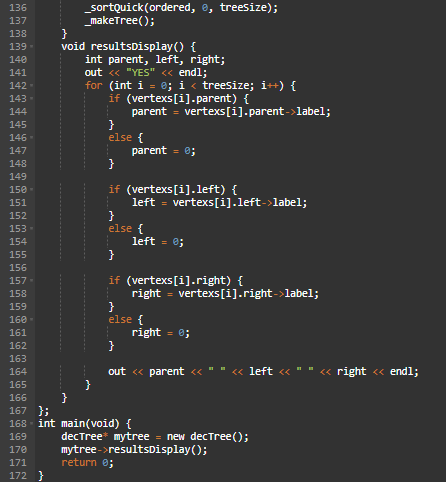 136 _sortQuick(ordered, 0, treeSize);
137 _makeTree();
138 }
139 void resultsDisplay() {
140 int parent, left, right;
141 out << "YES" << endl;
142 for (int i = 0; i < treeSize; i++) {
143 if (vertexs[i].parent) {
144 parent = vertexs[i].parent->label;
145 }
146 else {
147 parent = 0;
148 }
149
150 if (vertexs[i].left) {
151 left = vertexs[i].left->label;
152 }
153 else {
154 left = 0;
155 }
156
157 if (vertexs[i].right) {
158 right = vertexs[i].right->label;
159 }
160 else {
161 right = 0;
162 }
163
164 out << parent << " " << left << " " << right << endl;
165 }
166 }
167 };
168 int main(void) {
169 decTree* mytree = new decTree();
170 mytree->resultsDisplay();
171 return 0;
172 }